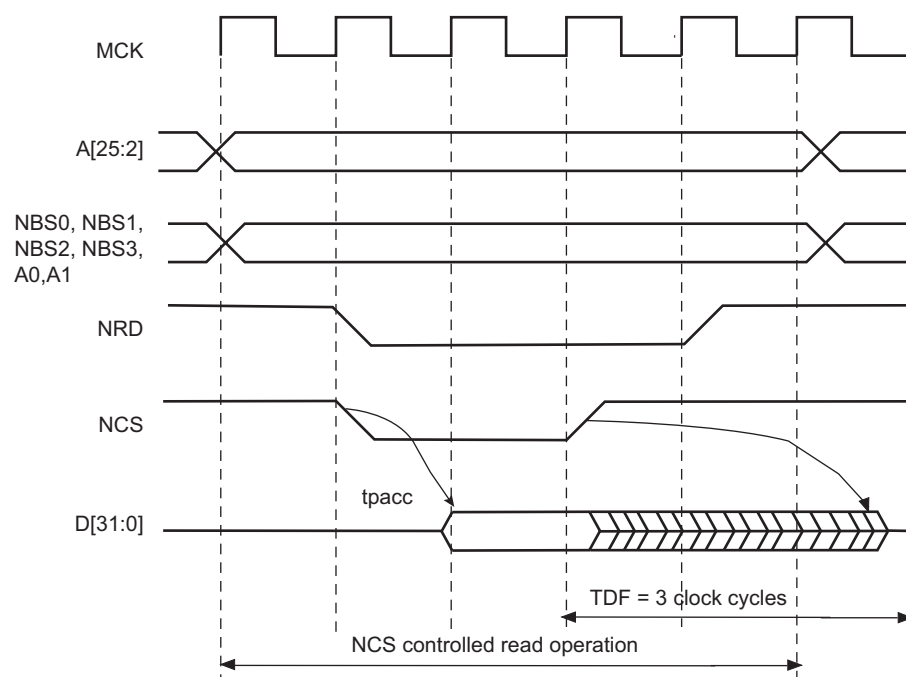 MCK
A[25:2]
NBS0, NBS1,
NBS2, NBS3,
A0,A1
NRD
NCS
tpacc
D[31:0]
TDF = 3 clock cycles
NCS controlled read operation